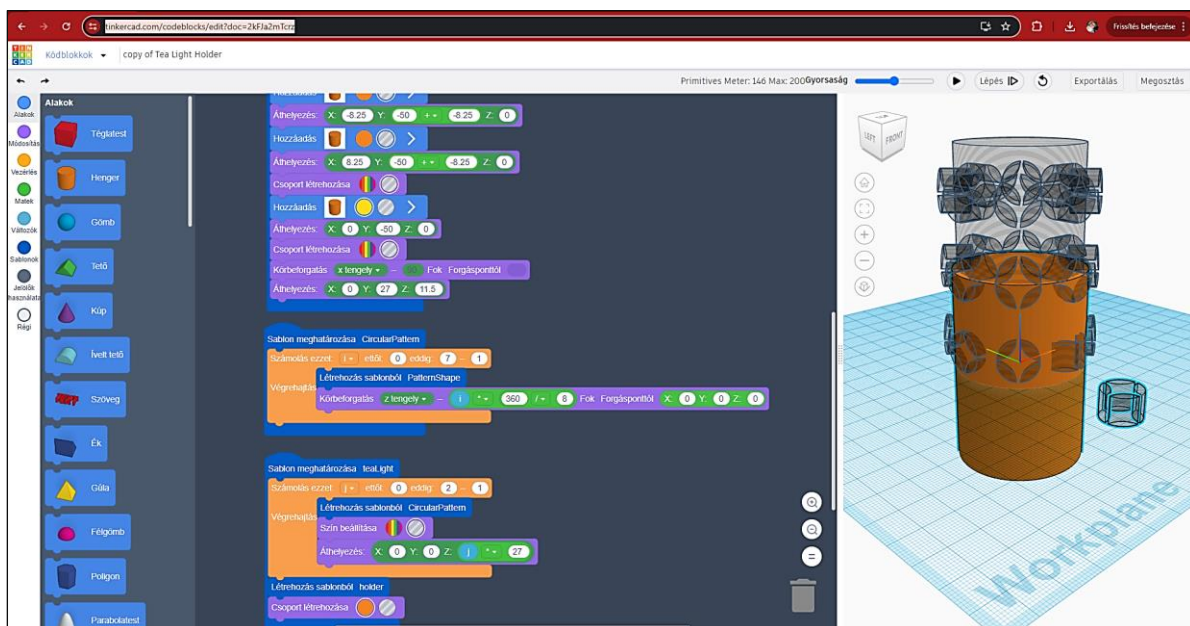 tinkercad.com/codeblocks/edit?doc=2kFJa2mTcrz
Frissítés befejezése
TIN
KER
CAD
Kódblokkok
copy of Tea Light Holder
Primitives Meter: 146 Max: 200
Gyorsaság
Lépés
Exportálás
Megosztás
Alakok
Módosítás
Vezérlés
Matek
Változók
Sablonok
Jelölők használata
Régi
Alakok
Téglatest
Henger
Gömb
Tető
Kúp
Ívelt tető
Szöveg
Ék
Gúla
Félgömb
Poligon
Parabolatest
Hozzáadás
Áthelyezés: X: -8.25 Y: -50 + -8.25 Z: 0
Hozzáadás
Áthelyezés: X: 8.25 Y: -50 + -8.25 Z: 0
Csoport létrehozása
Hozzáadás
Áthelyezés: X: 0 Y: -50 Z: 0
Csoport létrehozása
Körbeforgatás x tengely – 90 Fok Forgásponttól
Áthelyezés: X: 0 Y: 27 Z: 11.5
Sablon meghatározása CircularPattern
Számolás ezzel: i ettől: 0 eddig: 7 – 1
Végrehajtás
Létrehozás sablonból PatternShape
Körbeforgatás z tengely – i * 360 / 8 Fok Forgásponttól X: 0 Y: 0 Z: 0
Sablon meghatározása teaLight
Számolás ezzel: j ettől: 0 eddig: 2 – 1
Végrehajtás
Létrehozás sablonból CircularPattern
Szín beállítása
Áthelyezés: X: 0 Y: 0 Z: j * 27
Létrehozás sablonból holder
Csoport létrehozása
LEFT
FRONT
Workplane